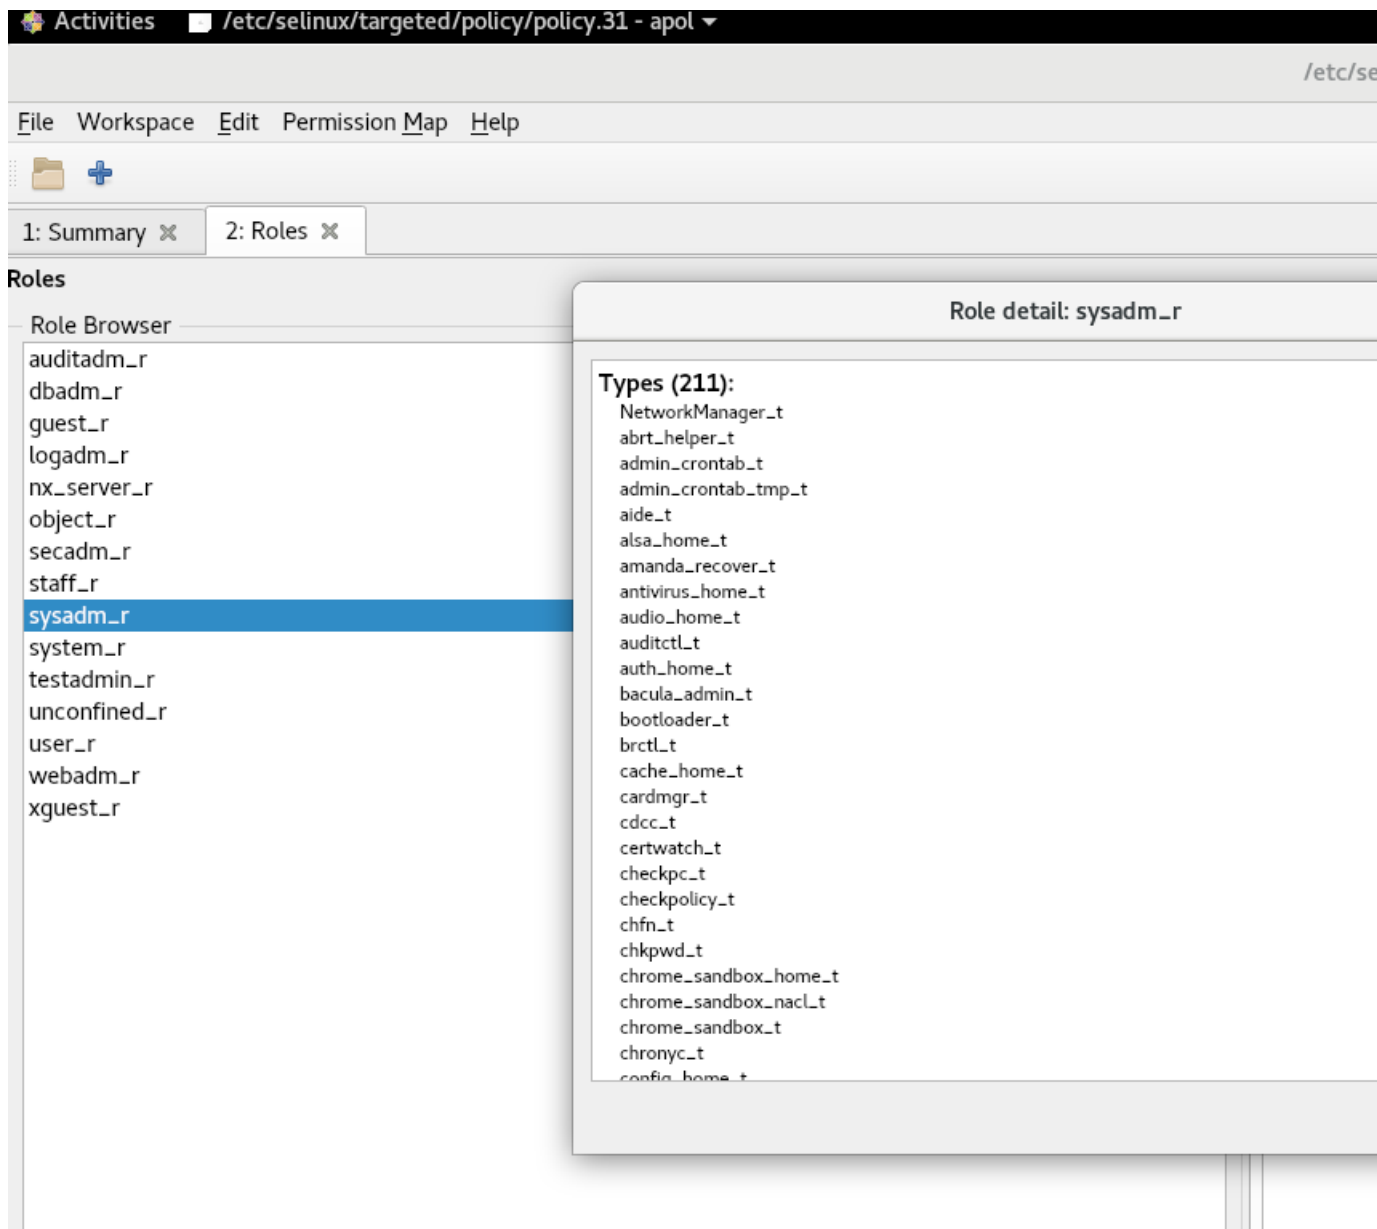 Activities /etc/selinux/targeted/policy/policy.31 - apol
/etc/se
File Workspace Edit Permission Map Help
1: Summary 2: Roles
Roles
Role Browser
auditadm_r
dbadm_r
guest_r
logadm_r
nx_server_r
object_r
secadm_r
staff_r
sysadm_r
system_r
testadmin_r
unconfined_r
user_r
webadm_r
xguest_r
Role detail: sysadm_r
Types (211):
NetworkManager_t
abrt_helper_t
admin_crontab_t
admin_crontab_tmp_t
aide_t
alsa_home_t
amanda_recover_t
antivirus_home_t
audio_home_t
auditctl_t
auth_home_t
bacula_admin_t
bootloader_t
brctl_t
cache_home_t
cardmgr_t
cdcc_t
certwatch_t
checkpc_t
checkpolicy_t
chfn_t
chkpwd_t
chrome_sandbox_home_t
chrome_sandbox_nacl_t
chrome_sandbox_t
chronyc_t
config_home_t